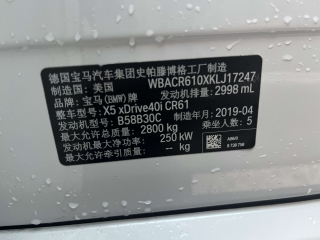 德国宝马汽车集团史帕滕博格工厂制造
制造国：美国 WBACR610XKLJ17247
品牌：宝马(BMW)牌 发动机排量：2998 mL
整车型号：X5 xDrive40i CR61
发动机型号：B58B30C 制造年月：2019-04
最大允许总质量：2800 kg 乘坐人数：5
发动机最大净功率：250 kW
最大允许牵引质量：-- kg